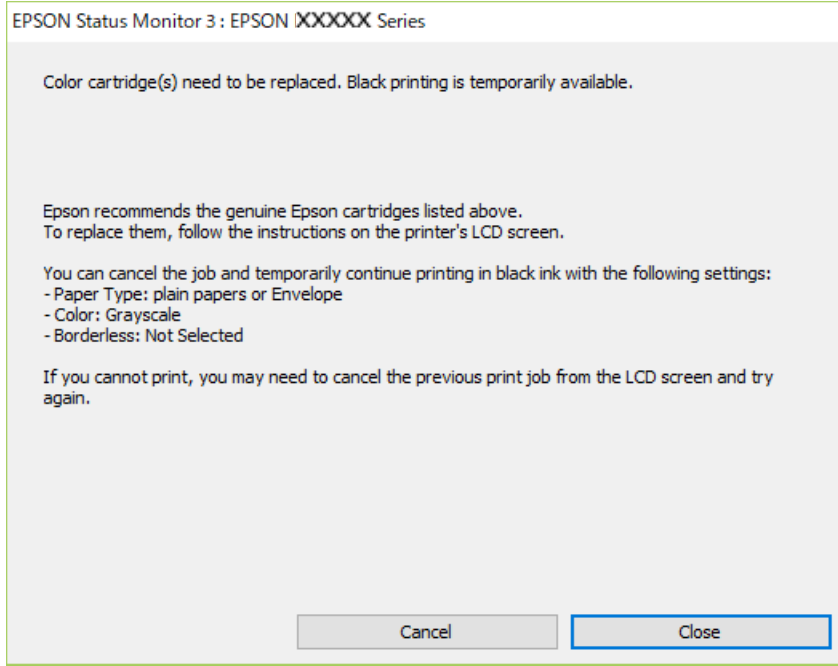 EPSON Status Monitor 3 : EPSON XXXXX Series
Color cartridge(s) need to be replaced. Black printing is temporarily available.
Epson recommends the genuine Epson cartridges listed above.
To replace them, follow the instructions on the printer's LCD screen.
You can cancel the job and temporarily continue printing in black ink with the following settings:
- Paper Type: plain papers or Envelope
- Color: Grayscale
- Borderless: Not Selected
If you cannot print, you may need to cancel the previous print job from the LCD screen and try
again.
Cancel
Close